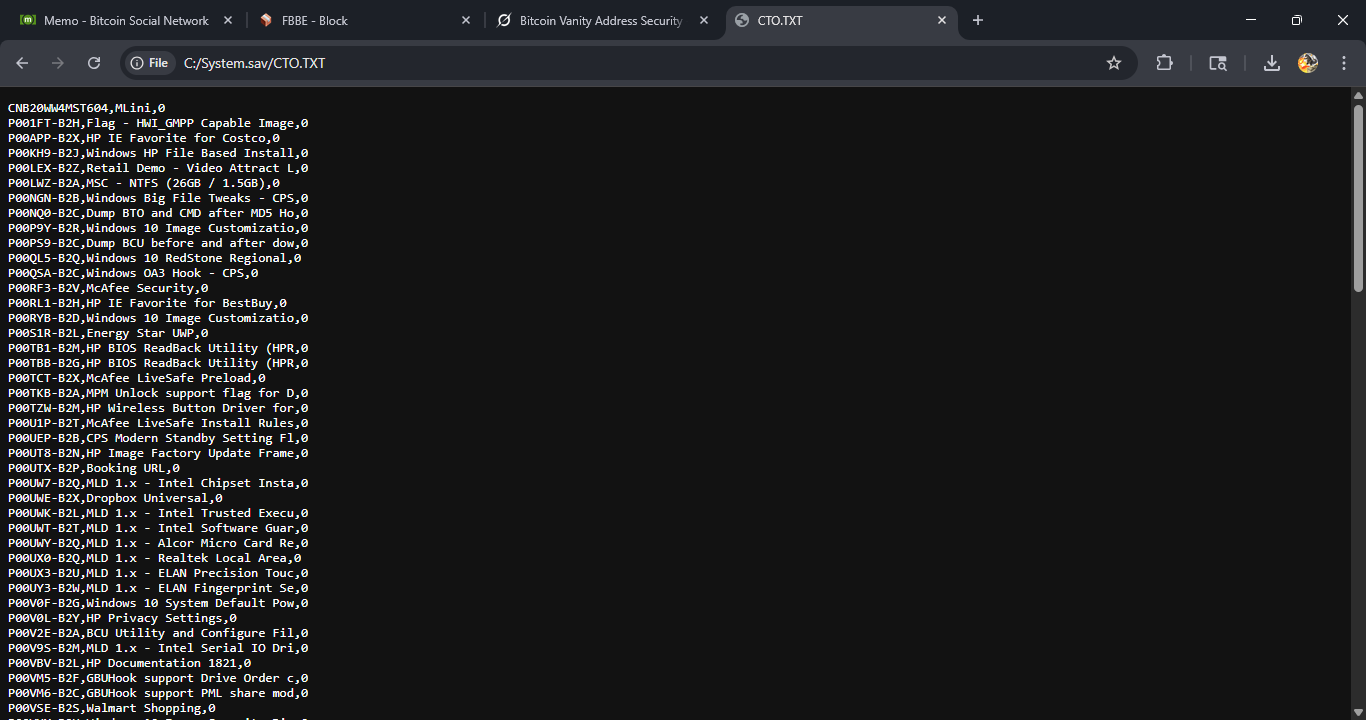 Memo - Bitcoin Social Network
FBBE - Block
Bitcoin Vanity Address Security
CTO.TXT
File
C:/System.sav/CTO.TXT
CNB20WW4MST604,MLini,0
P001FT-B2H,Flag - HWI_GMPP Capable Image,0
P00APP-B2X,HP IE Favorite for Costco,0
P00KH9-B2J,Windows HP File Based Install,0
P00LEX-B2Z,Retail Demo - Video Attract L,0
P00LWZ-B2A,MSC - NTFS (26GB / 1.5GB),0
P00NGN-B2B,Windows Big File Tweaks - CPS,0
P00NQ0-B2C,Dump BTO and CMD after MD5 Ho,0
P00P9Y-B2R,Windows 10 Image Customizatio,0
P00PS9-B2C,Dump BCU before and after dow,0
P00QL5-B2Q,Windows 10 RedStone Regional,0
P00QSA-B2C,Windows OA3 Hook - CPS,0
P00RF3-B2V,McAfee Security,0
P00RL1-B2H,HP IE Favorite for BestBuy,0
P00RYB-B2D,Windows 10 Image Customizatio,0
P00S1R-B2L,Energy Star UWP,0
P00TB1-B2M,HP BIOS ReadBack Utility (HPR,0
P00TBB-B2G,HP BIOS ReadBack Utility (HPR,0
P00TCT-B2X,McAfee LiveSafe Preload,0
P00TKB-B2A,MPM Unlock support flag for D,0
P00TZW-B2M,HP Wireless Button Driver for,0
P00U1P-B2T,McAfee LiveSafe Install Rules,0
P00UEP-B2B,CPS Modern Standby Setting Fl,0
P00UT8-B2N,HP Image Factory Update Frame,0
P00UTX-B2P,Booking URL,0
P00UW7-B2Q,MLD 1.x - Intel Chipset Insta,0
P00UWE-B2X,Dropbox Universal,0
P00UWK-B2L,MLD 1.x - Intel Trusted Execu,0
P00UWT-B2T,MLD 1.x - Intel Software Guar,0
P00UWY-B2Q,MLD 1.x - Alcor Micro Card Re,0
P00UX0-B2Q,MLD 1.x - Realtek Local Area,0
P00UX3-B2U,MLD 1.x - ELAN Precision Touc,0
P00UY3-B2W,MLD 1.x - ELAN Fingerprint Se,0
P00V0F-B2G,Windows 10 System Default Pow,0
P00V0L-B2Y,HP Privacy Settings,0
P00V2E-B2A,BCU Utility and Configure Fil,0
P00V9S-B2M,MLD 1.x - Intel Serial IO Dri,0
P00VBV-B2L,HP Documentation 1821,0
P00VM5-B2F,GBUHook support Drive Order c,0
P00VM6-B2C,GBUHook support PML share mod,0
P00VSE-B2S,Walmart Shopping,0